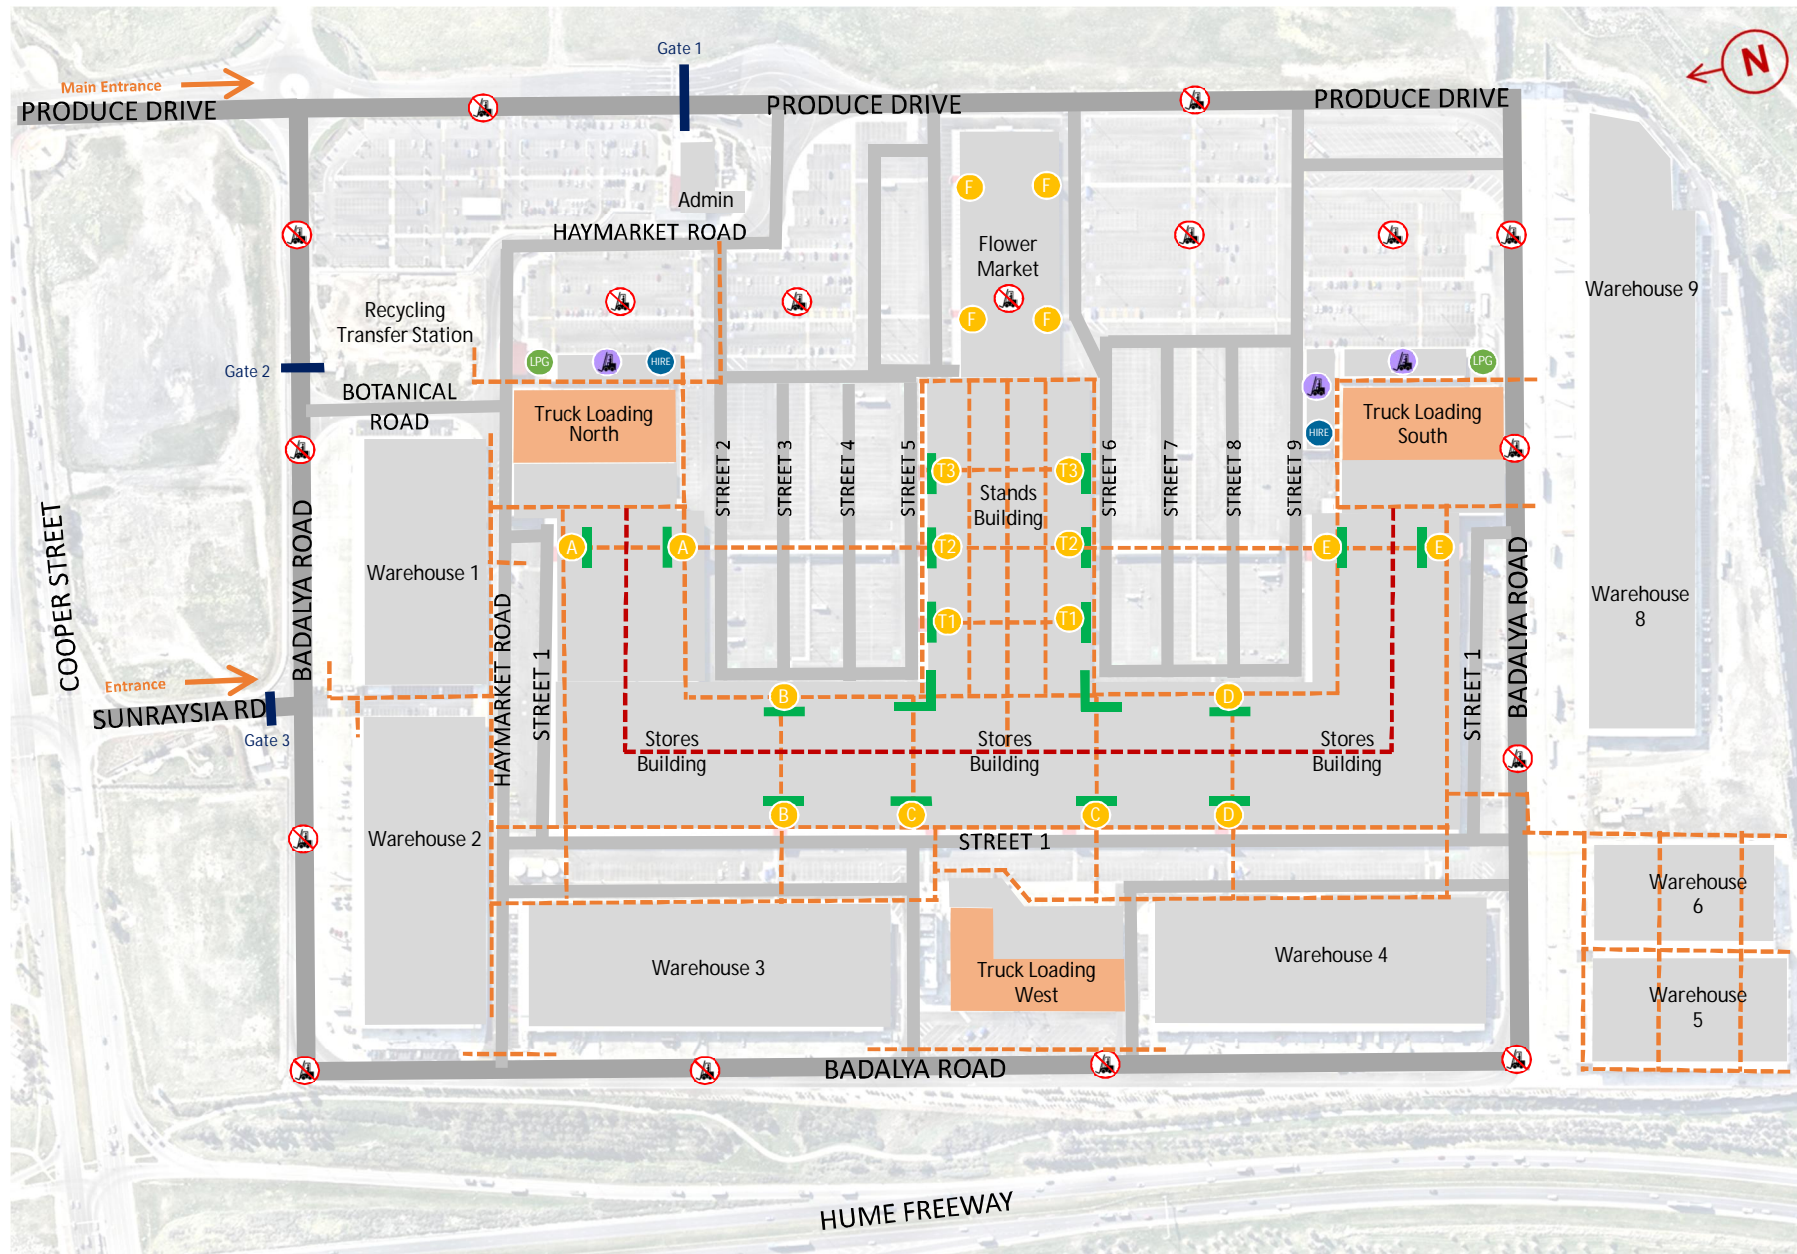 Gate 1
N
Main Entrance
PRODUCE DRIVE
PRODUCE DRIVE
PRODUCE DRIVE
Admin
HAYMARKET ROAD
F
F
Flower
Market
F
F
Recycling
Transfer Station
Warehouse 9
Gate 2
LPG
HIRE
LPG
BOTANICAL
ROAD
Truck Loading
North
Truck Loading
South
HIRE
STREET 2
STREET 3
STREET 4
STREET 5
STREET 6
STREET 7
STREET 8
STREET 9
T3
T3
Stands
Building
COOPER STREET
BADALYA ROAD
Warehouse 1
A
A
T2
T2
E
E
BADALYA ROAD
Warehouse
8
T1
T1
HAYMARKET ROAD
STREET 1
STREET 1
Entrance
SUNRAYSIA RD
Gate 3
B
D
Stores
Building
Stores
Building
Stores
Building
B
C
C
D
Warehouse 2
STREET 1
Warehouse
6
Warehouse 3
Truck Loading
West
Warehouse 4
Warehouse
5
BADALYA ROAD
HUME FREEWAY